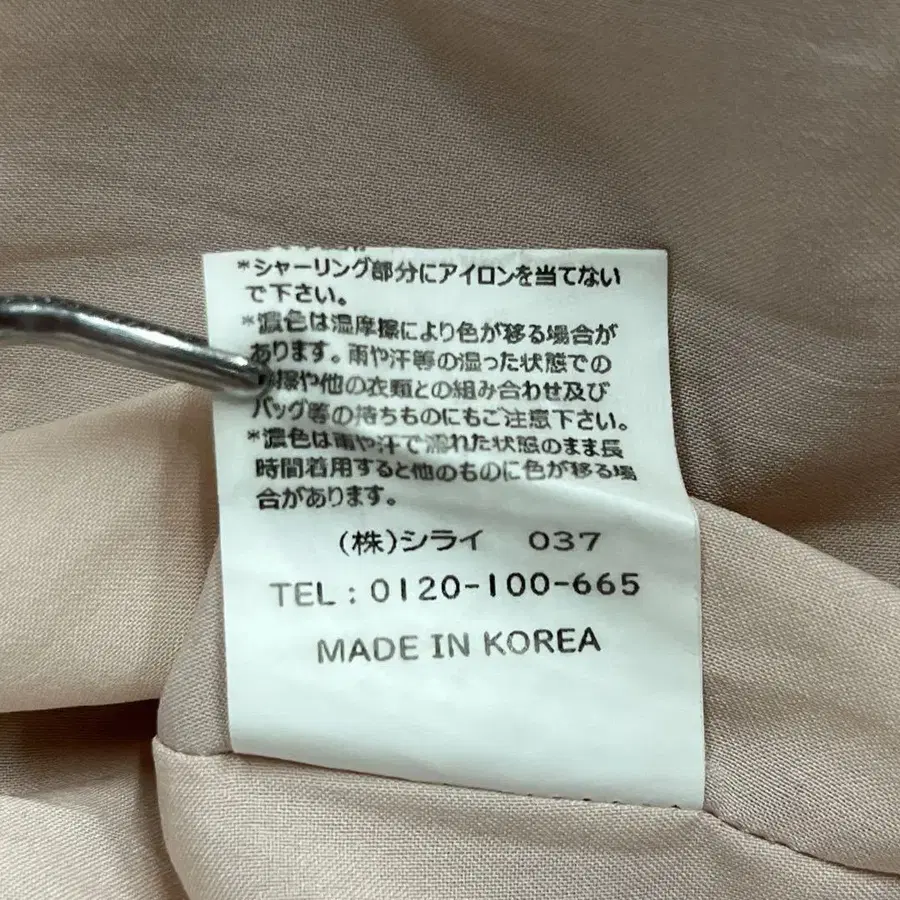 *シャーリング部分にアイロンを当てない
で下さい。
*濃色は湿摩擦により色が移る場合が
あります。雨や汗等の湿った状態での
擦や他の衣類との組み合わせ及び
バッグ等の持ちものにもご注意下さい。
*濃色は雨や汗で濡れた状態のまま長
時間着用すると他のものに色が移る場
合があります。
(株)シライ 037
TEL:0120-100-665
MADE IN KOREA